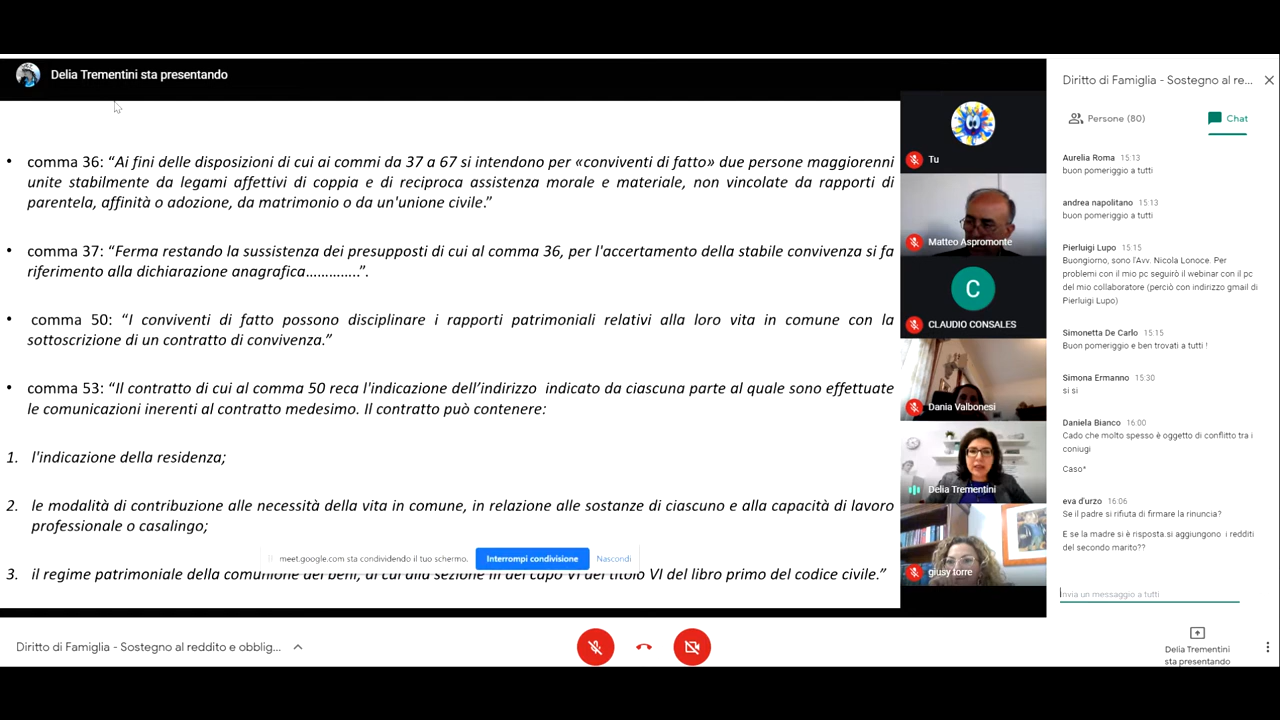 Delia Trementini sta presentando
• comma 36: “Ai fini delle disposizioni di cui ai commi da 37 a 67 si intendono per «conviventi di fatto» due persone maggiorenni
unite stabilmente da legami affettivi di coppia e di reciproca assistenza morale e materiale, non vincolate da rapporti di
parentela, affinità o adozione, da matrimonio o da un'unione civile.”
• comma 37: “Ferma restando la sussistenza dei presupposti di cui al comma 36, per l'accertamento della stabile convivenza si fa
riferimento alla dichiarazione anagrafica…………..”.
• comma 50: “I conviventi di fatto possono disciplinare i rapporti patrimoniali relativi alla loro vita in comune con la
sottoscrizione di un contratto di convivenza.”
• comma 53: “Il contratto di cui al comma 50 reca l'indicazione dell’indirizzo indicato da ciascuna parte al quale sono effettuate
le comunicazioni inerenti al contratto medesimo. Il contratto può contenere:
1. l'indicazione della residenza;
2. le modalità di contribuzione alle necessità della vita in comune, in relazione alle sostanze di ciascuno e alla capacità di lavoro
professionale o casalingo;
meet.google.com sta condividendo il tuo schermo. Interrompi condivisione Nascondi
3. il regime patrimoniale della comunione dei beni, di cui alla sezione III del capo VI del titolo VI del libro primo del codice civile.”
Tu
Matteo Aspromonte
C
CLAUDIO CONSALES
Dania Valbonesi
Delia Trementini
giusy torre
Diritto di Famiglia - Sostegno al re...
Persone (80) Chat
Aurelia Roma 15:13
buon pomeriggio a tutti
andrea napolitano 15:13
buon pomeriggio a tutti
Pierluigi Lupo 15:15
Buongiorno, sono l'Avv. Nicola Lonoce. Per
problemi con il mio pc seguirò il webinar con il pc
del mio collaboratore (perciò con indirizzo gmail di
Pierluigi Lupo)
Simonetta De Carlo 15:15
Buon pomeriggio e ben trovati a tutti !
Simona Ermanno 15:30
si si
Daniela Bianco 16:00
Cado che molto spesso è oggetto di conflitto tra i
coniugi
Caso*
eva d'urzo 16:06
Se il padre si rifiuta di firmare la rinuncia?
E se la madre si è risposta.si aggiungono i redditi
del secondo marito??
Invia un messaggio a tutti
Diritto di Famiglia - Sostegno al reddito e obblig...
Delia Trementini
sta presentando